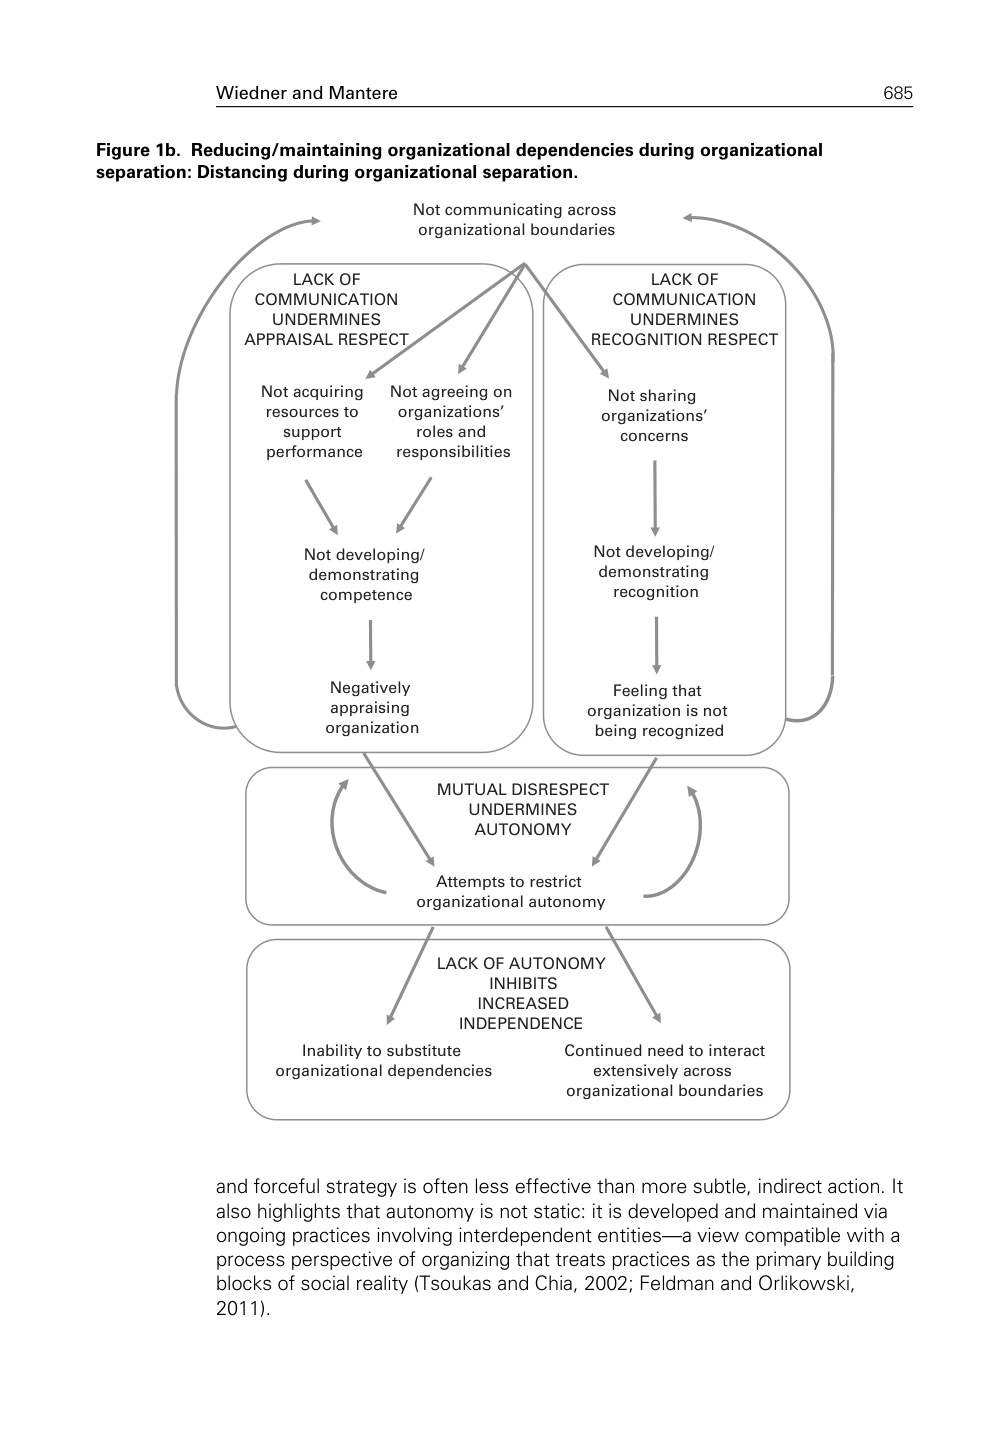 Wiedner and Mantere 685
Figure 1b. Reducing/maintaining organizational dependencies during organizational
separation: Distancing during organizational separation.
Not communicating across
organizational boundaries
LACK OF
COMMUNICATION
UNDERMINES
APPRAISAL RESPECT
LACK OF
COMMUNICATION
UNDERMINES
RECOGNITION RESPECT
Not acquiring
resources to
support
performance
Not agreeing on
organizations’
roles and
responsibilities
Not sharing
organizations’
concerns
Not developing/
demonstrating
competence
Not developing/
demonstrating
recognition
Negatively
appraising
organization
Feeling that
organization is not
being recognized
MUTUAL DISRESPECT
UNDERMINES
AUTONOMY
Attempts to restrict
organizational autonomy
LACK OF AUTONOMY
INHIBITS
INCREASED
INDEPENDENCE
Inability to substitute
organizational dependencies
Continued need to interact
extensively across
organizational boundaries
and forceful strategy is often less effective than more subtle, indirect action. It
also highlights that autonomy is not static: it is developed and maintained via
ongoing practices involving interdependent entities—a view compatible with a
process perspective of organizing that treats practices as the primary building
blocks of social reality (Tsoukas and Chia, 2002; Feldman and Orlikowski,
2011).